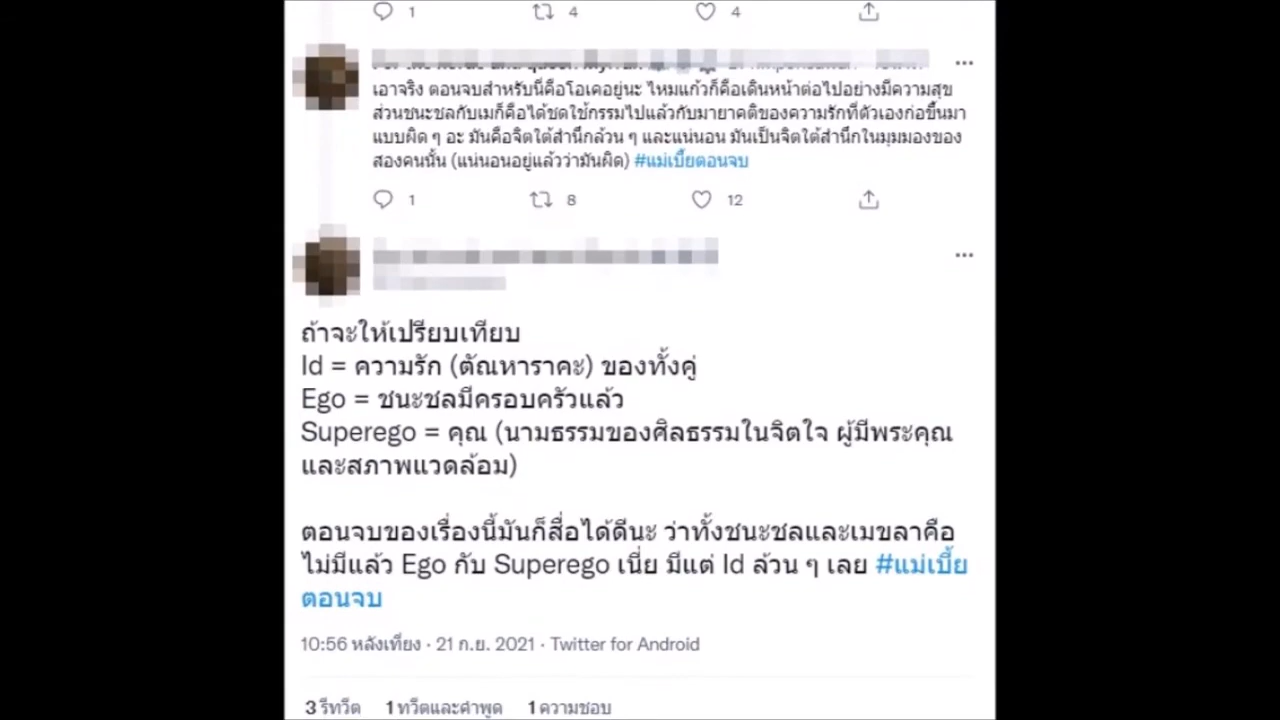 1 4 4
เอาจริง ตอนจบสำหรับนี่คือโอเคอยู่นะ ไหมแก้วก็คือเดินหน้าต่อไปอย่างมีความสุข
ส่วนชนะชลกับเมก็คือได้ชดใช้กรรมไปแล้วกับมายาคติของความรักที่ตัวเองก่อขึ้นมา
แบบผิด ๆ อะ มันคือจิตใต้สำนึกล้วน ๆ และแน่นอน มันเป็นจิตใต้สำนึกในมุมมองของ
สองคนนั้น (แน่นอนอยู่แล้วว่ามันผิด) #แม่เบี้ยตอนจบ
1 8 12
ถ้าจะให้เปรียบเทียบ
Id = ความรัก (ตัณหาราคะ) ของทั้งคู่
Ego = ชนะชลมีครอบครัวแล้ว
Superego = คุณ (นามธรรมของศิลธรรมในจิตใจ ผู้มีพระคุณ
และสภาพแวดล้อม)
ตอนจบของเรื่องนี้มันก็สื่อได้ดีนะ ว่าทั้งชนะชลและเมขลาคือ
ไม่มีแล้ว Ego กับ Superego เนี่ย มีแต่ Id ล้วน ๆ เลย #แม่เบี้ย
ตอนจบ
10:56 หลังเที่ยง · 21 ก.ย. 2021 · Twitter for Android
3 รีทวีต 1 ทวีตและคำพูด 1 ความชอบ